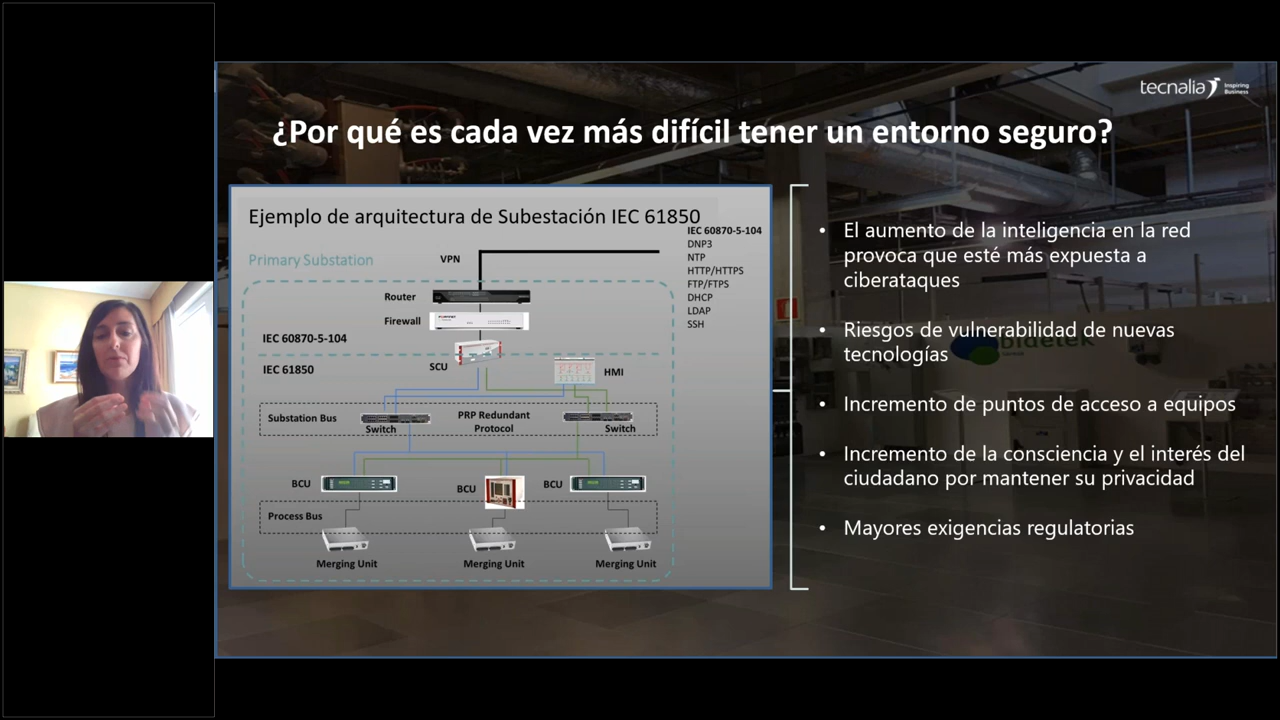 tecnalia Inspiring Business
¿Por qué es cada vez más difícil tener un entorno seguro?
Ejemplo de arquitectura de Subestación IEC 61850
Primary Substation
VPN
IEC 60870-5-104
DNP3
NTP
HTTP/HTTPS
FTP/FTPS
DHCP
LDAP
SSH
Router
Firewall
IEC 60870-5-104
SCU
IEC 61850
HMI
Substation Bus
Switch
PRP Redundant
Protocol
Switch
BCU
BCU
BCU
Process Bus
Merging Unit
Merging Unit
Merging Unit
• El aumento de la inteligencia en la red
provoca que esté más expuesta a
ciberataques
• Riesgos de vulnerabilidad de nuevas
tecnologías
• Incremento de puntos de acceso a equipos
• Incremento de la consciencia y el interés del
ciudadano por mantener su privacidad
• Mayores exigencias regulatorias